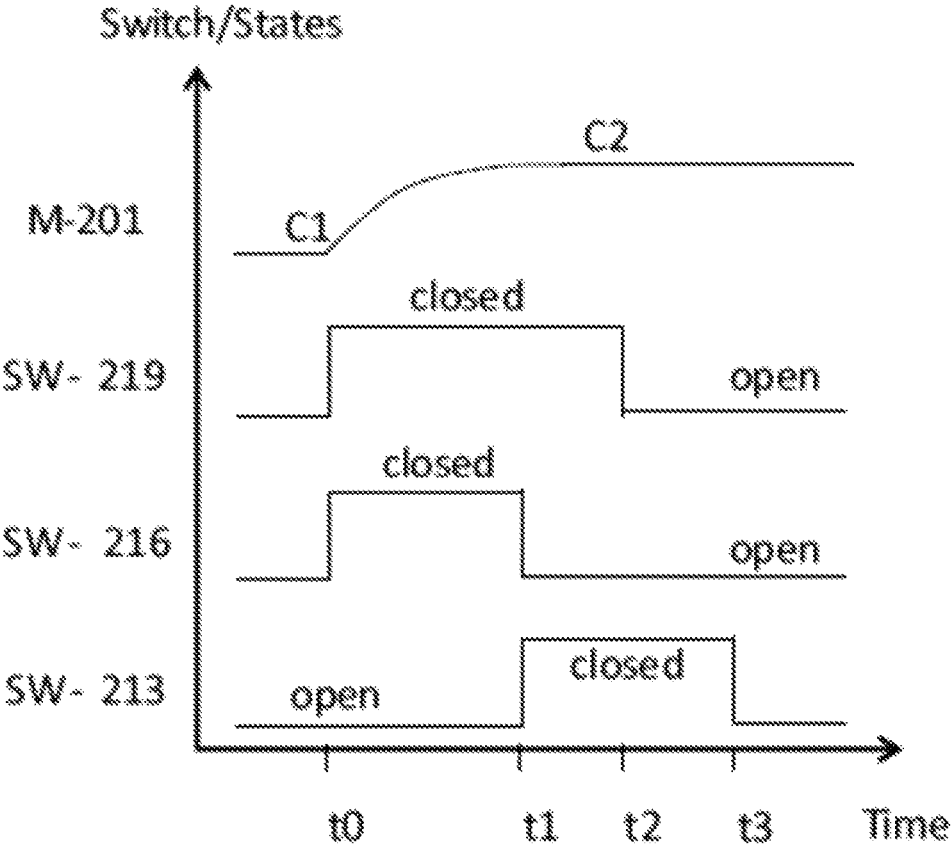 Switch/States
C2
M-201
C1
closed
SW- 219
open
closed
SW- 216
open
SW- 213
closed
open
t0
t1
t2
t3
Time